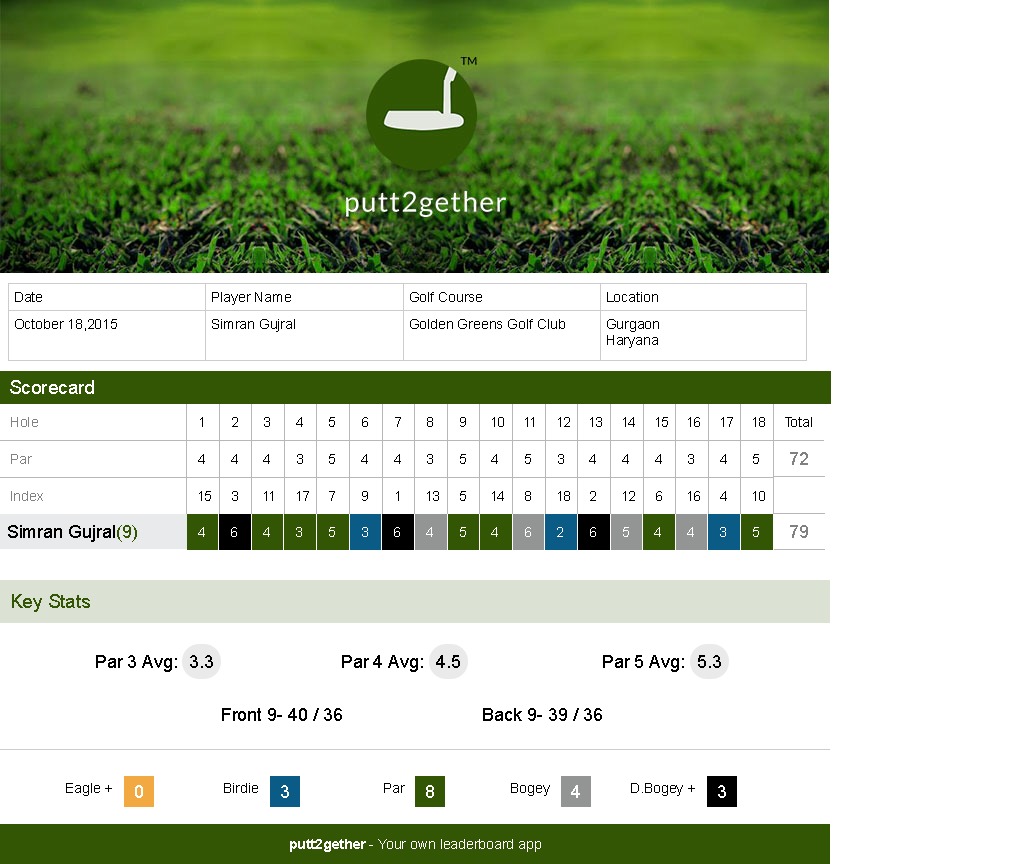 TM
putt2gether
Date Player Name Golf Course Location
October 18,2015 Simran Gujral Golden Greens Golf Club Gurgaon
Haryana
Scorecard
Hole 1 2 3 4 5 6 7 8 9 10 11 12 13 14 15 16 17 18 Total
Par 4 4 4 3 5 4 4 3 5 4 5 3 4 4 4 3 4 5 72
Index 15 3 11 17 7 9 1 13 5 14 8 18 2 12 6 16 4 10
Simran Gujral(9) 4 6 4 3 5 3 6 4 5 4 6 2 6 5 4 4 3 5 79
Key Stats
Par 3 Avg: 3.3 Par 4 Avg: 4.5 Par 5 Avg: 5.3
Front 9- 40 / 36 Back 9- 39 / 36
Eagle + 0 Birdie 3 Par 8 Bogey 4 D.Bogey + 3
putt2gether - Your own leaderboard app